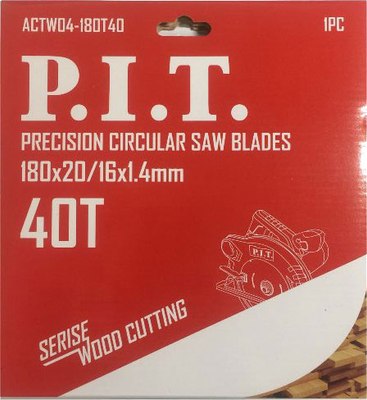 ACTW04-180T40 1PC
P.I.T.
PRECISION CIRCULAR SAW BLADES
180x20/16x1.4mm
40T
P.I.T.
SERISE
WOOD CUTTING